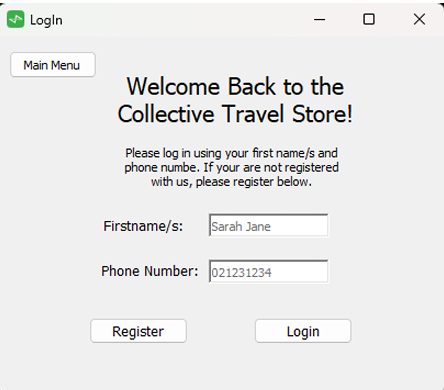 LogIn
Main Menu
Welcome Back to the
Collective Travel Store!
Please log in using your first name/s and
phone numbe. If your are not registered
with us, please register below.
Firstname/s:
Sarah Jane
Phone Number:
021231234
Register
Login